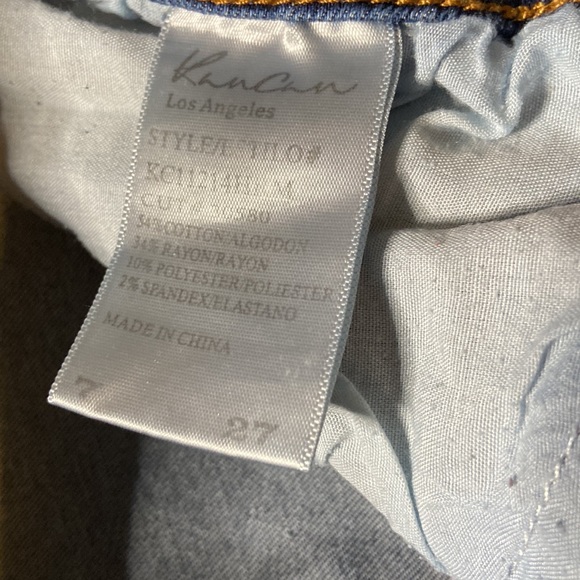 KanCan
Los Angeles
STYLE/ESTILO#
54%COTTON/ALGODON
34% RAYON/RAYON
10% POLYESTER/POLIESTER
2% SPANDEX/ELASTANO
MADE IN CHINA
7 27